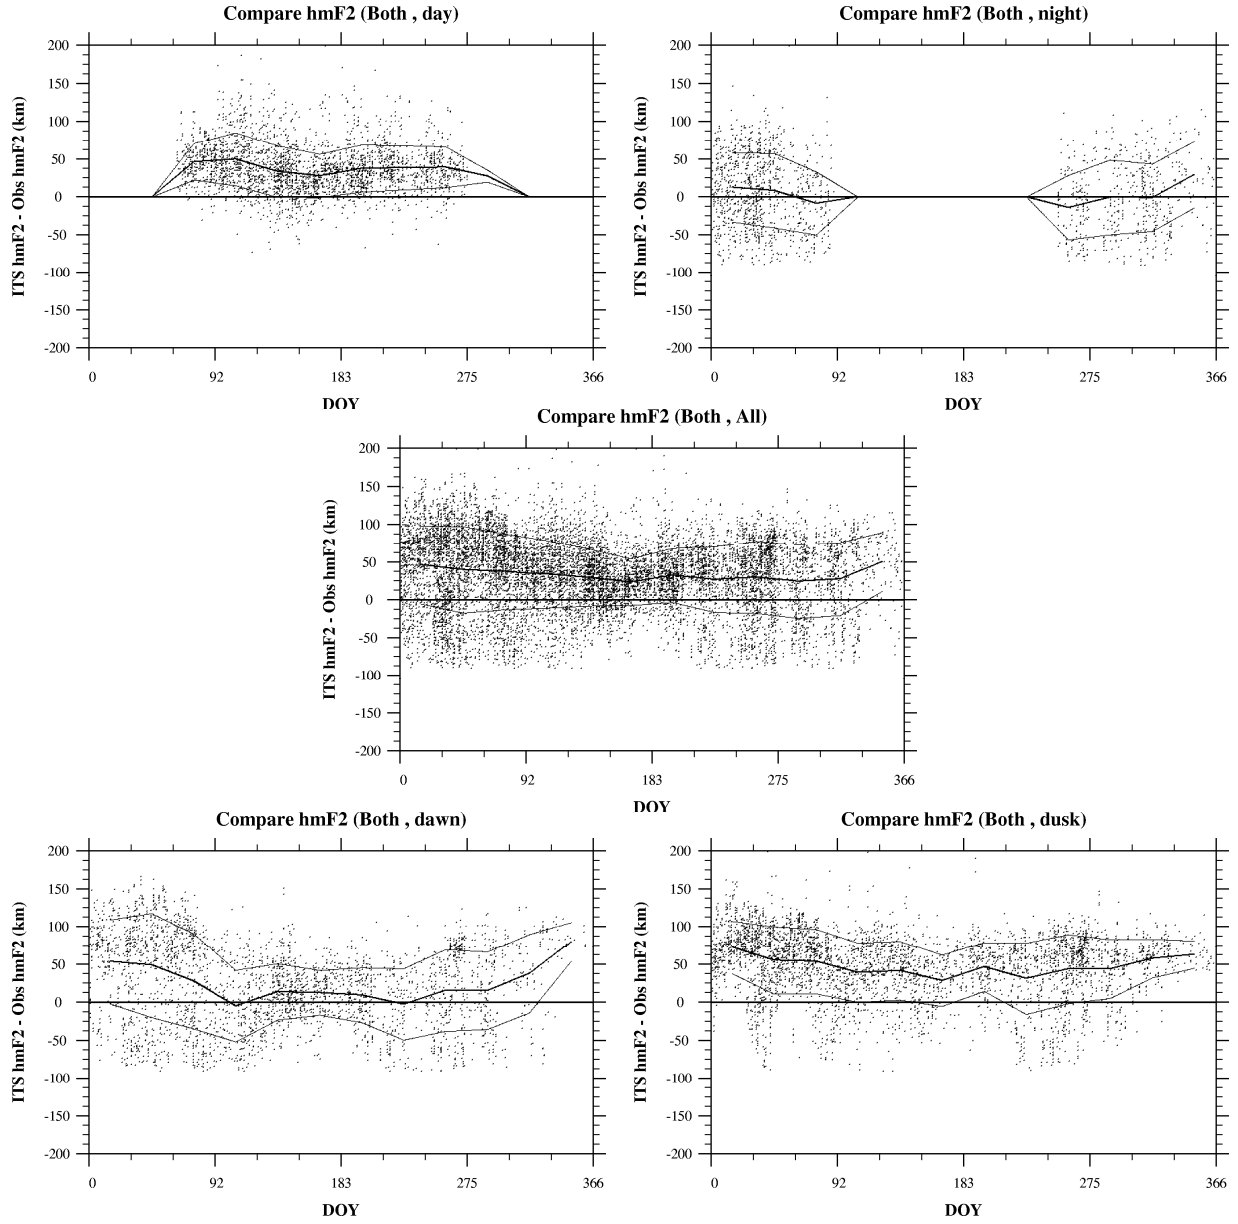 Compare hmF2 (Both , day)
200
150
100
50
0
-50
-100
-150
-200
ITS hmF2 - Obs hmF2 (km)
0 92 183 275 366
DOY
Compare hmF2 (Both , night)
200
150
100
50
0
-50
-100
-150
-200
ITS hmF2 - Obs hmF2 (km)
0 92 183 275 366
DOY
Compare hmF2 (Both , All)
200
150
100
50
0
-50
-100
-150
-200
ITS hmF2 - Obs hmF2 (km)
0 92 183 275 366
DOY
Compare hmF2 (Both , dawn)
200
150
100
50
0
-50
-100
-150
-200
ITS hmF2 - Obs hmF2 (km)
0 92 183 275 366
DOY
Compare hmF2 (Both , dusk)
200
150
100
50
0
-50
-100
-150
-200
ITS hmF2 - Obs hmF2 (km)
0 92 183 275 366
DOY